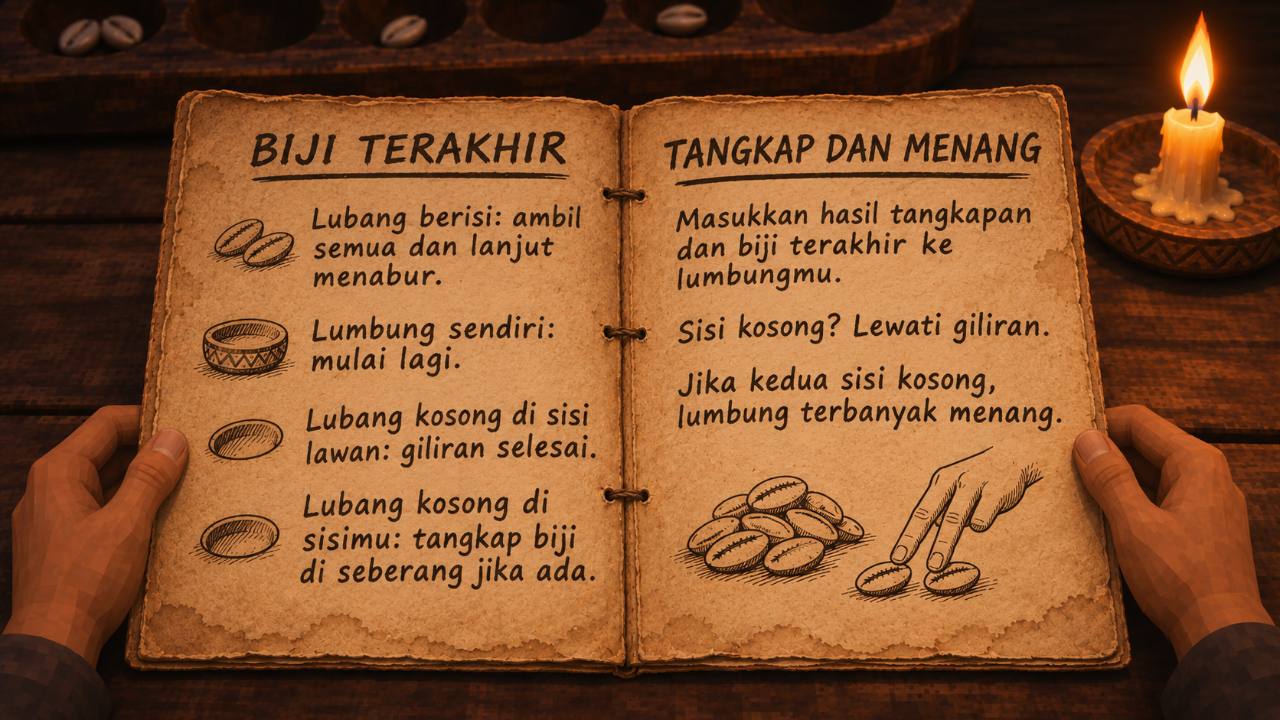 BIJI TERAKHIR
Lubang berisi: ambil
semua dan lanjut
menabur.
Lumbung sendiri:
mulai lagi.
Lubang kosong di sisi
lawan: giliran selesai.
Lubang kosong di
sisimu: tangkap biji
di seberang jika ada.
TANGKAP DAN MENANG
Masukkan hasil tangkapan
dan biji terakhir ke
lumbungmu.
Sisi kosong? Lewati giliran.
Jika kedua sisi kosong,
lumbung terbanyak menang.